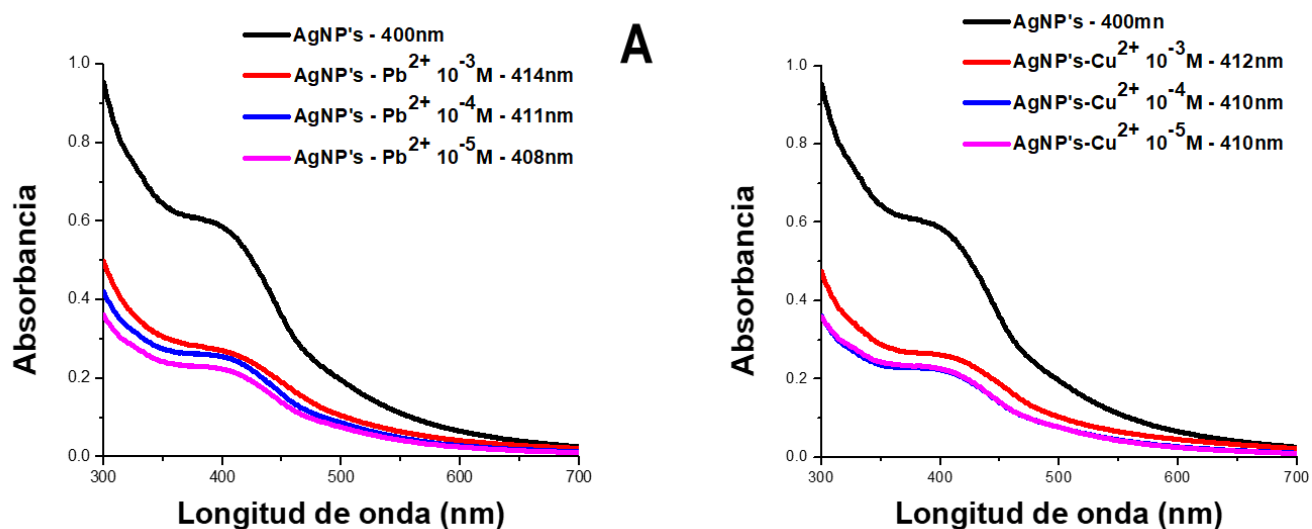 AgNP's - 400nm
AgNP's - Pb²⁺ 10⁻³M - 414nm
AgNP's - Pb²⁺ 10⁻⁴M - 411nm
AgNP's - Pb²⁺ 10⁻⁵M - 408nm
Absorbancia
1.0
0.8
0.6
0.4
0.2
0.0
300
400
500
600
700
Longitud de onda (nm)
A
AgNP's - 400mn
AgNP's-Cu²⁺ 10⁻³M - 412nm
AgNP's-Cu²⁺ 10⁻⁴M - 410nm
AgNP's-Cu²⁺ 10⁻⁵M - 410nm
Absorbancia
1.0
0.8
0.6
0.4
0.2
0.0
300
400
500
600
700
Longitud de onda (nm)